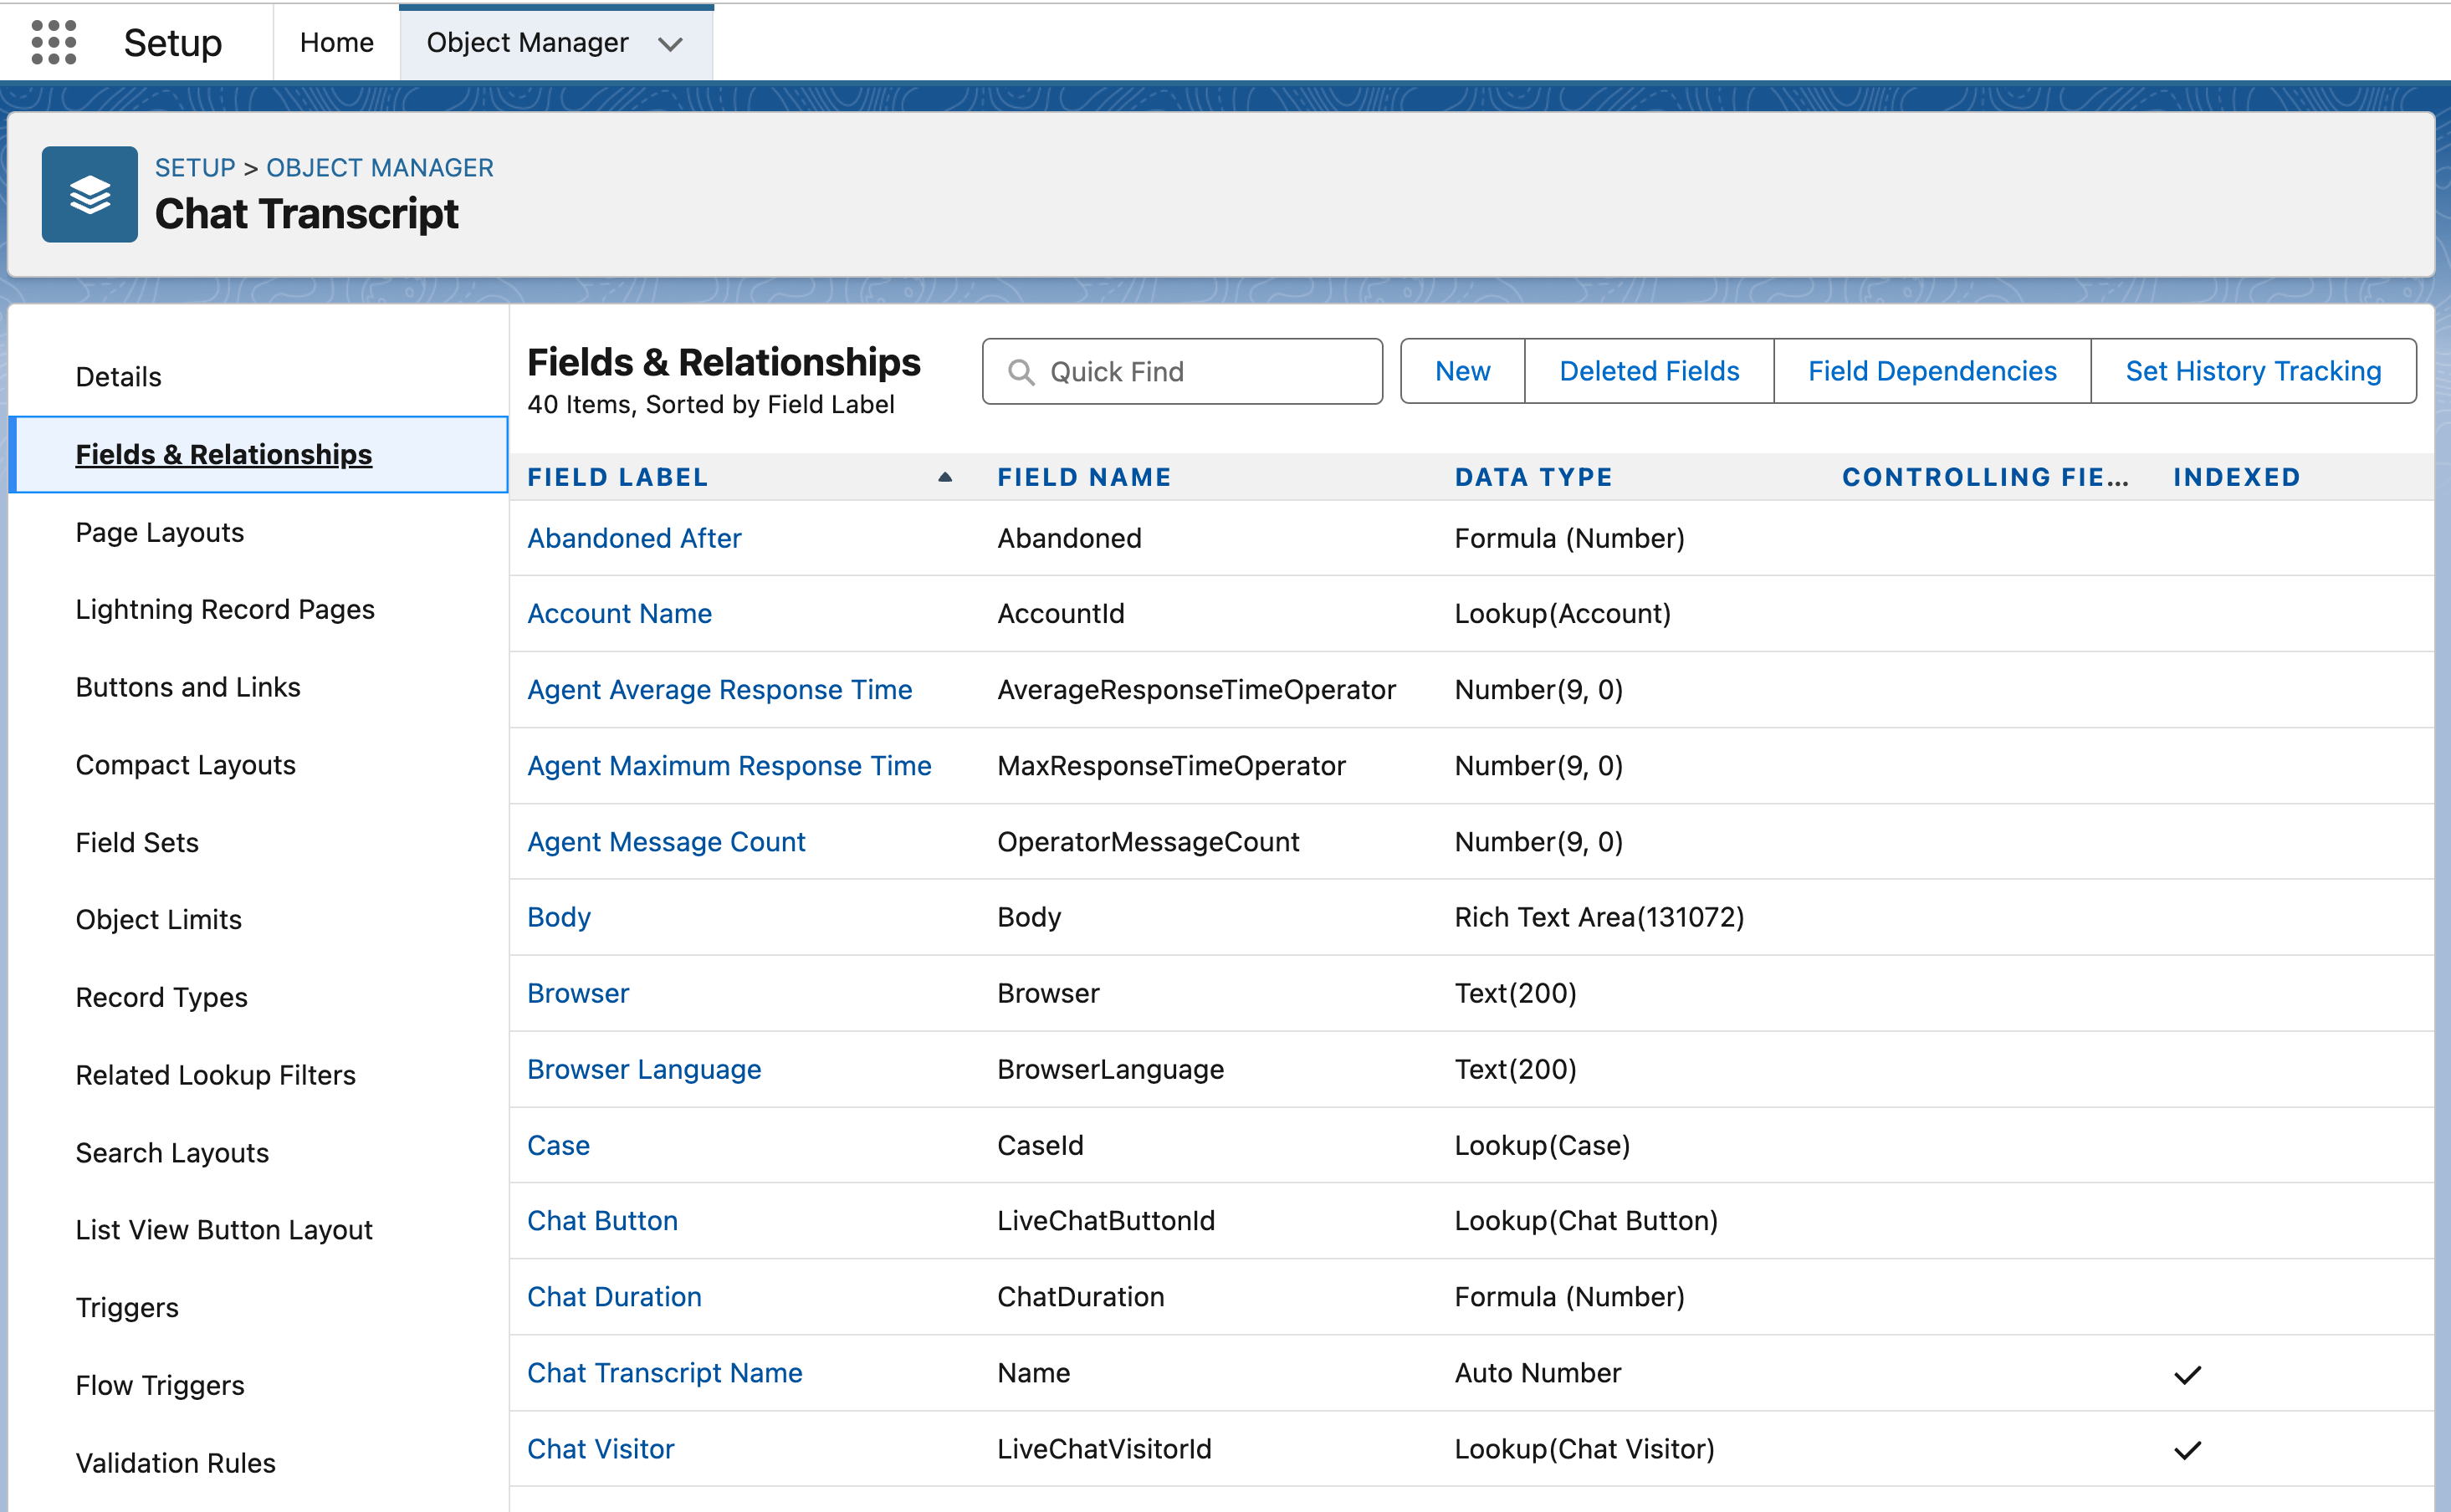 Setup
Home
Object Manager
SETUP > OBJECT MANAGER
Chat Transcript
Details
Fields & Relationships
Page Layouts
Lightning Record Pages
Buttons and Links
Compact Layouts
Field Sets
Object Limits
Record Types
Related Lookup Filters
Search Layouts
List View Button Layout
Triggers
Flow Triggers
Validation Rules
Fields & Relationships
40 Items, Sorted by Field Label
Quick Find
New
Deleted Fields
Field Dependencies
Set History Tracking
FIELD LABEL FIELD NAME DATA TYPE CONTROLLING FIE... INDEXED
Abandoned After Abandoned Formula (Number)
Account Name AccountId Lookup(Account)
Agent Average Response Time AverageResponseTimeOperator Number(9, 0)
Agent Maximum Response Time MaxResponseTimeOperator Number(9, 0)
Agent Message Count OperatorMessageCount Number(9, 0)
Body Body Rich Text Area(131072)
Browser Browser Text(200)
Browser Language BrowserLanguage Text(200)
Case CaseId Lookup(Case)
Chat Button LiveChatButtonId Lookup(Chat Button)
Chat Duration ChatDuration Formula (Number)
Chat Transcript Name Name Auto Number
Chat Visitor LiveChatVisitorId Lookup(Chat Visitor)